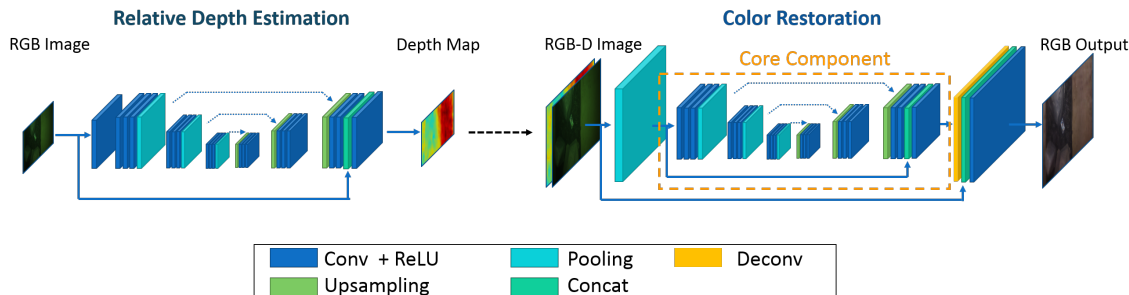 Relative Depth Estimation
Color Restoration
RGB Image
Depth Map
RGB-D Image
RGB Output
Core Component
Conv + ReLU
Pooling
Deconv
Upsampling
Concat